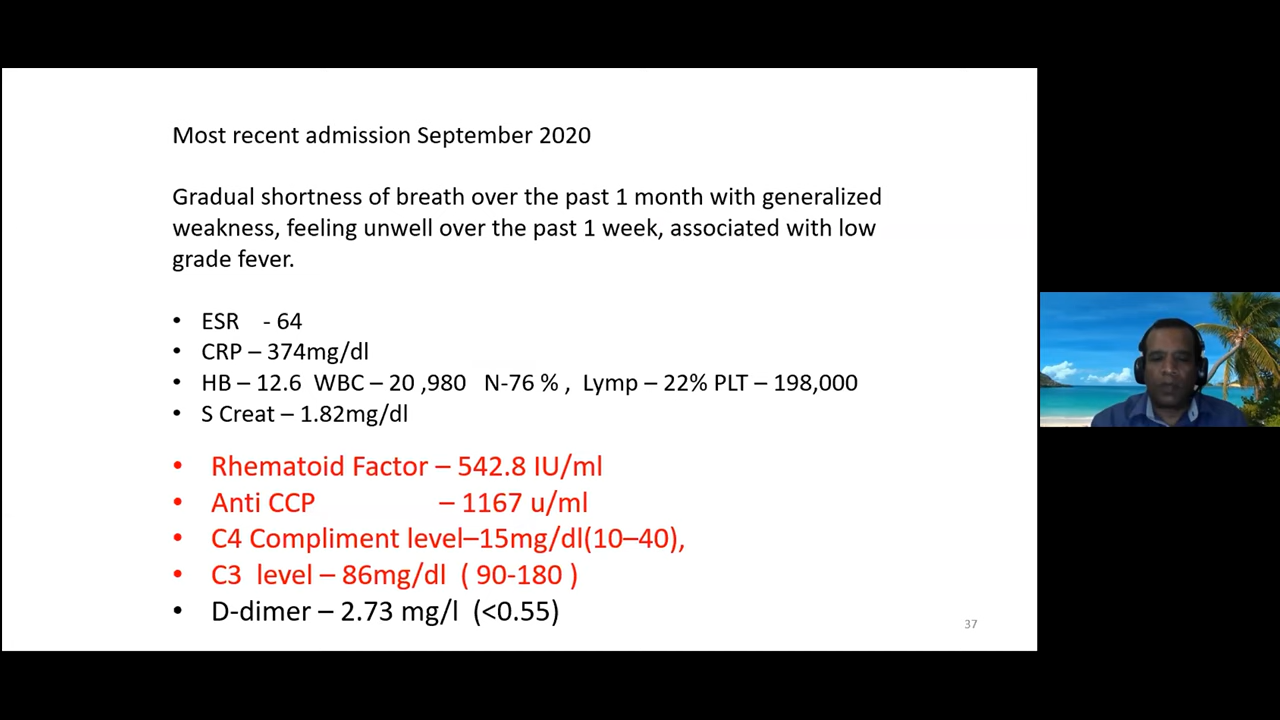 Most recent admission September 2020
Gradual shortness of breath over the past 1 month with generalized
weakness, feeling unwell over the past 1 week, associated with low
grade fever.
• ESR - 64
• CRP – 374mg/dl
• HB – 12.6 WBC – 20 ,980 N-76 % , Lymp – 22% PLT – 198,000
• S Creat – 1.82mg/dl
• Rhematoid Factor – 542.8 IU/ml
• Anti CCP – 1167 u/ml
• C4 Compliment level–15mg/dl(10–40),
• C3 level – 86mg/dl ( 90-180 )
• D-dimer – 2.73 mg/l (<0.55)
37